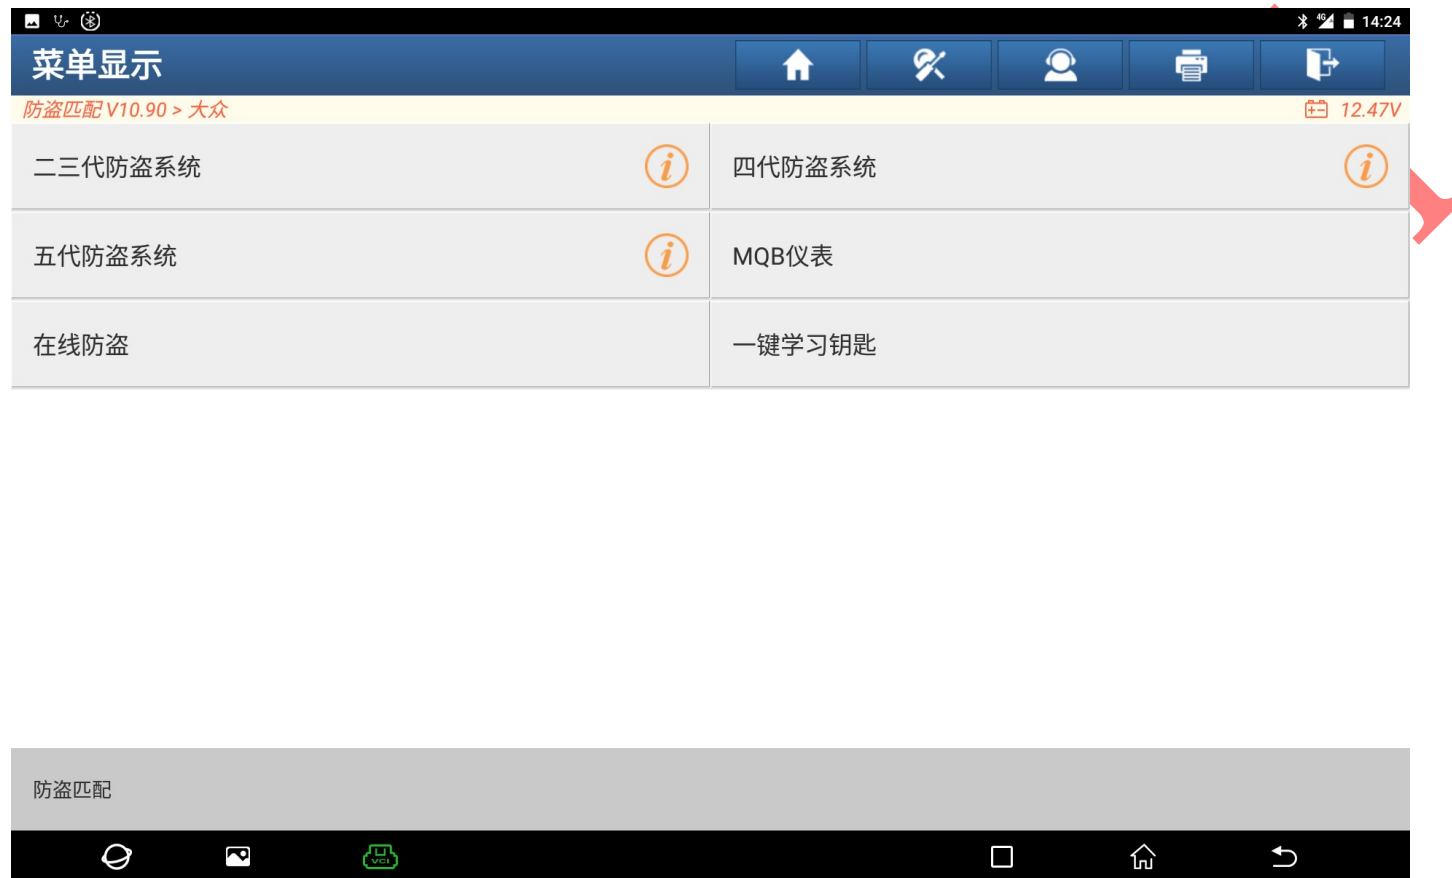 4G 14:24
菜单显示
防盗匹配 V10.90 > 大众 12.47V
二三代防盗系统 i 四代防盗系统 i
五代防盗系统 i MQB仪表
在线防盗 一键学习钥匙
防盗匹配
VCI